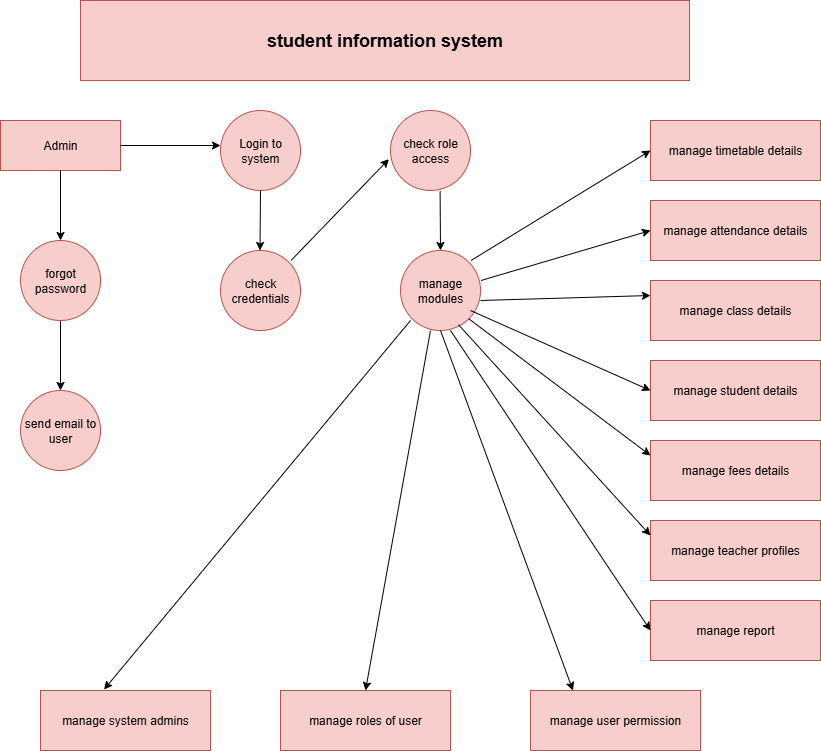 student information system
Admin
Login to
system
check role
access
manage timetable details
manage attendance details
forgot
password
check
credentials
manage
modules
manage class details
manage student details
send email to
user
manage fees details
manage teacher profiles
manage report
manage system admins
manage roles of user
manage user permission